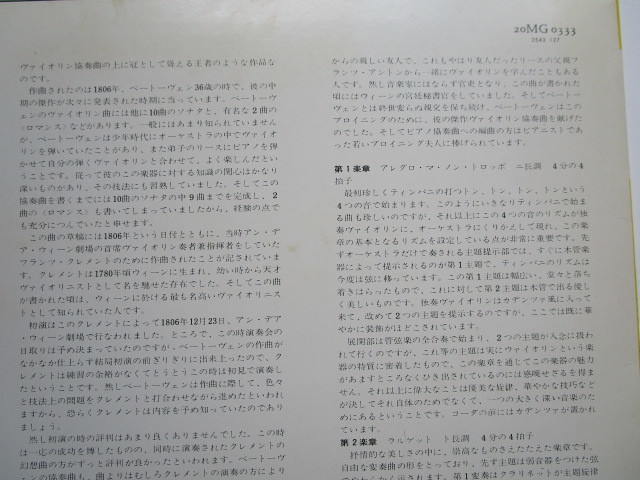 20MG 0333
2543 127
ヴァイオリン協奏曲の上に冠として聳える王者のような作品な
のです。
作曲されたのは1806年、ベートーヴェン36歳の時で、彼の中
期の傑作が次々に発表された時期に当っています。ベートーヴ
ェンのヴァイオリン曲には他に10曲のソナタと、有名な2曲の
《ロマンス》などがあります。一般にはあまり知られていません
が、ベートーヴェンは少年時代にオーケストラの中でヴァイオ
リンを弾いていたことがあり、また弟子のリースにピアノを弾
かせて自分の弾くヴァイオリンと合わせて、よく楽しんだとい
うことです。従って彼のこの楽器に対する知識の関心はかなり
深いものがあり、その技法にも習熟していました。そしてこの
協奏曲を書くまでには10曲のソナタの中9曲までを完成し、2
曲の《ロマンス》も書いてしまっていましたから、経験の点で
も充分につんでいたと申せます。
この曲の草稿には1806年という日付とともに、当時アン・デ
ア・ウィーン劇場の首席ヴァイオリン奏者兼指揮者をしていた
フランツ・クレメントのために作曲されたことが記されていま
す。クレメントは1780年頃ウィーンに生まれ、幼い時から天才
ヴァイオリニストとして名を馳せた存在でした。そしてこの曲
が書かれた頃は、ウィーンに於ける最も名高いヴァイオリニス
トとして知られていた人です。
初演はこのクレメントによって1806年12月23日、アン・デア・
ウィーン劇場で行なわれました。ところで、この時演奏会の
日取りは予め決まっていたのですが、ベートーヴェンの作曲が
なかなか仕上らず結局初演の前ぎりぎりに出来上ったので、ク
レメントは練習の余裕がなくてとうとうこの時は初見で演奏し
たということです。然しベートーヴェンは作曲に際して、色々
と技法上の問題をクレメントと打合わせながら進めたといわれ
ますから、恐らくクレメントは内容を予め知っていたのであり
ましょう。
然し初演の時の評判はあまり良くありませんでした。この時
は一応の成功を博したものの、同時に演奏されたクレメントの
幻想曲の方がずっと評判が良かったといわれます。ベートーヴ
ェンの協奏曲も、曲よりはむしろクレメントの演奏の方により
からの親しい友人で、これもやはり友人だったリースの父親フ
ランツ・アントンから一緒にヴァイオリンを学んだこともある
人です。然し音楽家にはならず官吏となり、この曲が書かれた
頃にはウィーンの宮廷秘書官をしていました。そしてベートー
ヴェンとは終世変らぬ親交を保ち続け、ベートーヴェンはこの
ブロイニングのために、彼の傑作ヴァイオリン協奏曲を献げた
のでした。そしてピアノ協奏曲への編曲の方はピアニストであ
った若いブロイニング夫人に捧げられています。
第1楽章 アレグロ・マ・ノン・トロッポ ニ長調 4分の4
拍子
最初珍しくティンパニの打つトン、トン、トン、トンという
4つの音で始まります。このようにいきなりティンパニで始ま
る曲も珍しいのですが、それ以上にこの4つの音のリズムが独
奏ヴァイオリンに、オーケストラにくりかえして現れ、この楽
章の基本となるリズムを設定している点が非常に重要です。先
ずオーケストラだけで奏される主題提示部では、すぐに木管楽
器によって提示されるのが第1主題で、ティンパニのリズムは
今度は弦に移っています。この第1主題は幅広い、堂々と落ち
着きはらったもので、これに対して第2主題は木管で出る優し
く美しいものです。独奏ヴァイオリンはカデンツァ風に入って
来て、改めて2つの主題を提示するのですが、ここでは既に華
やかに装飾がほどこされています。
展開部は管弦楽の全合奏で始まり、2つの主題が入念に扱わ
れて行くのですが、これ等の主題は実にヴァイオリンという楽
器の特質に密着したもので、この楽章を通じてこの楽器の魅力
があますところなくひき出されているのには感嘆せざるを得ま
せん。それ以上に偉大なことは優美な旋律、華やかな技巧など
が決してそれ自体のためでなくて、一つの大きく深い音楽のた
めにあるということです。コーダの前にはカデンツァが置かれ
ています。
第2楽章 ラルゲット ト長調 4分の4拍子
抒情的な美しさの中に、崇高なものさえたたえた楽章です。
自由な変奏曲の形をとっており、先ず主題は弱音器をつけた弦
第1変奏はクラリネットが主題旋律